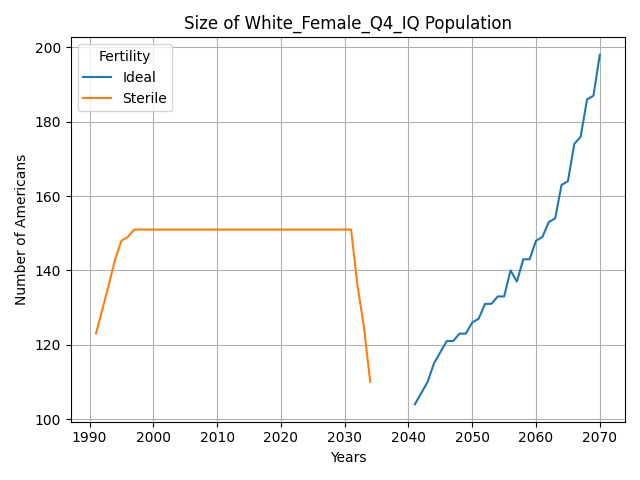 Size of White_Female_Q4_IQ Population
Number of Americans
200
180
160
140
120
100
Fertility
Ideal
Sterile
1990 2000 2010 2020 2030 2040 2050 2060 2070
Years